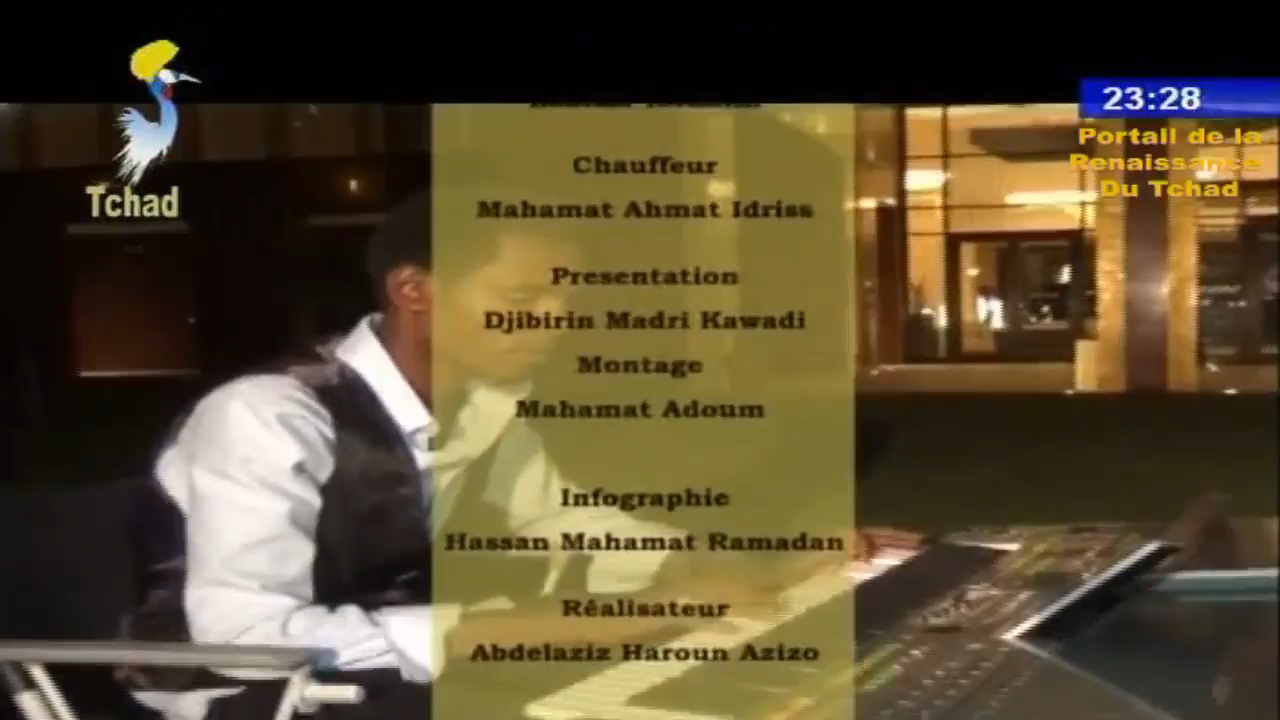 23:28
Portail de la
Renaissance
Du Tchad
Tchad
Chauffeur
Mahamat Ahmat Idriss
Presentation
Djibirin Madri Kawadi
Montage
Mahamat Adoum
Infographie
Hassan Mahamat Ramadan
Réalisateur
Abdelaziz Haroun Azizo